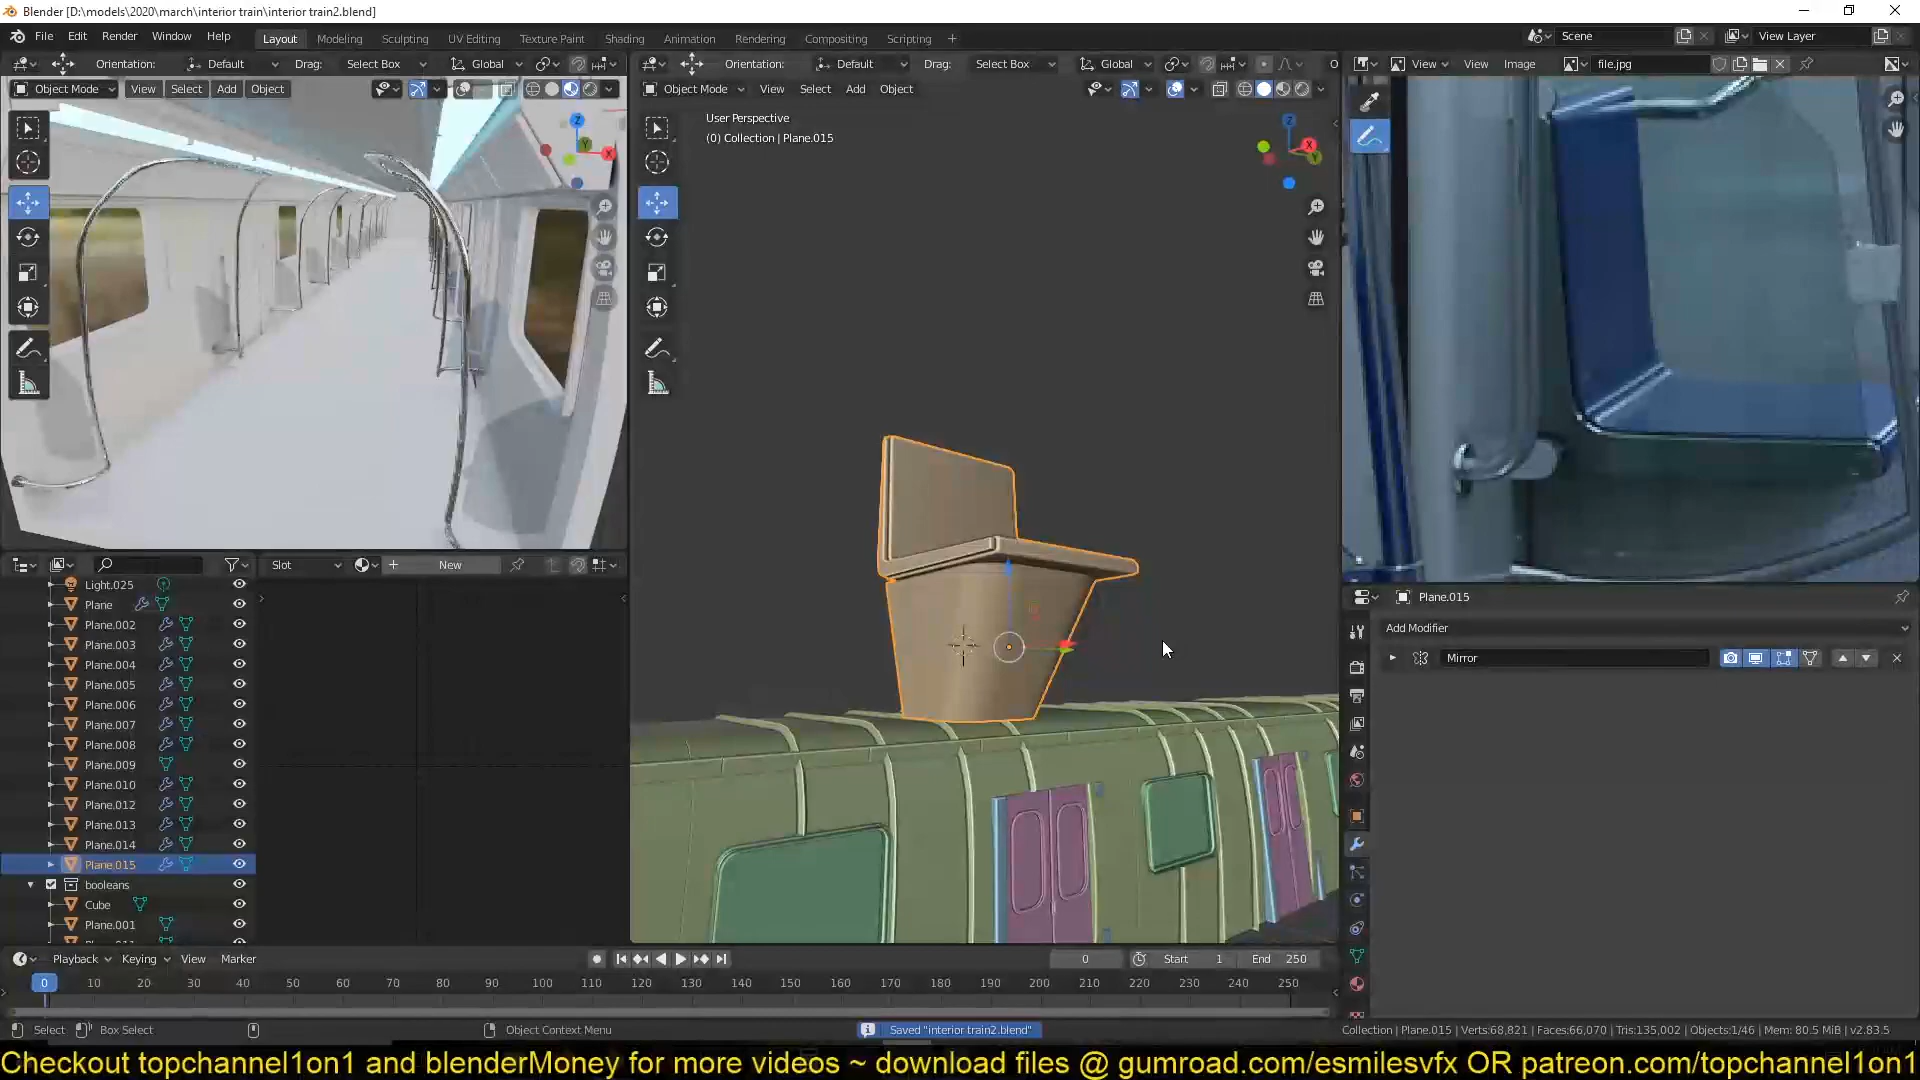 Blender [D:\models\2020\march\interior train\interior train2.blend]
File Edit Render Window Help
Layout Modeling Sculpting UV Editing Texture Paint Shading Animation Rendering Compositing Scripting +
Scene View Layer
Orientation: Default Drag: Select Box Global
Orientation: Default Drag: Select Box Global
View View Image file.jpg
Object Mode View Select Add Object
Object Mode View Select Add Object
User Perspective
(0) Collection | Plane.015
Slot New
Light.025
Plane
Plane.002
Plane.003
Plane.004
Plane.005
Plane.006
Plane.007
Plane.008
Plane.009
Plane.010
Plane.012
Plane.013
Plane.014
Plane.015
booleans
Cube
Plane.001
Plane.015
Add Modifier
Mirror
Playback Keying View Marker
0 Start 1 End 250
0 10 20 30 40 50 60 70 80 90 100 110 120 130 140 150 160 170 180 190 200 210 220 230 240 250
Select Box Select Object Context Menu
Saved "interior train2.blend"
Collection | Plane.015 | Verts:68,821 | Faces:66,070 | Tris:135,002 | Objects:1/46 | Mem: 80.5 MiB | v2.83.5
Checkout topchannel1on1 and blenderMoney for more videos ~ download files @ gumroad.com/esmilesvfx OR patreon.com/topchannel1on1